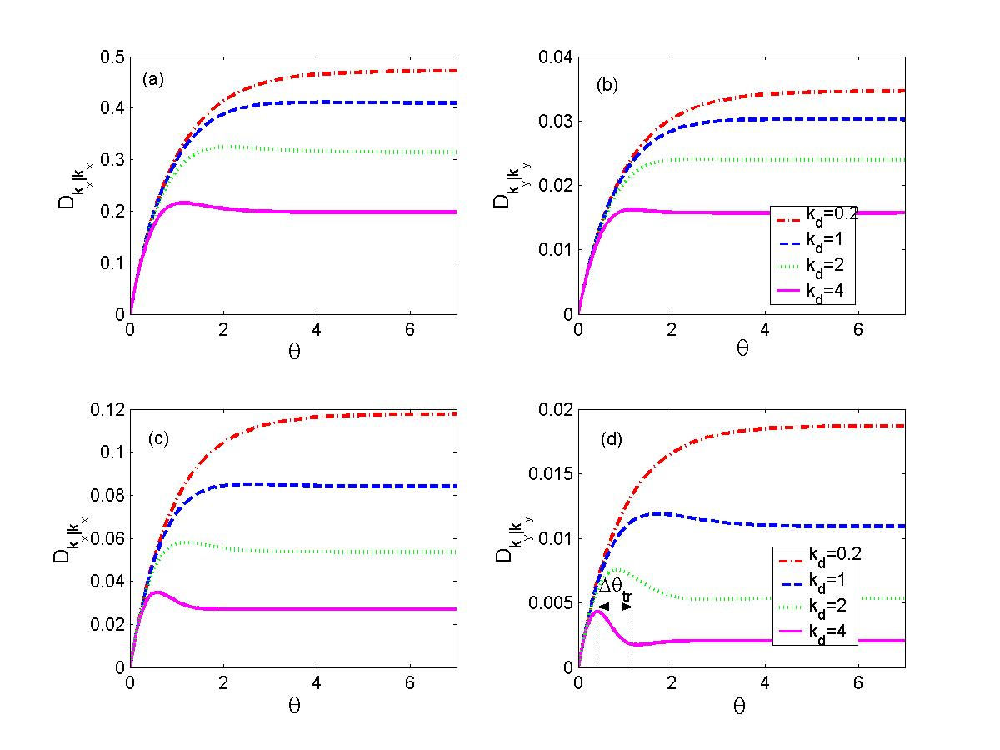 0.5
(a)
0.4
0.3
0.2
0.1
0
D_{k_x|k_x}
0 2 4 6
θ
0.04
(b)
0.03
0.02
0.01
0
D_{k_y|k_y}
k_d=0.2
k_d=1
k_d=2
k_d=4
0 2 4 6
θ
0.12
(c)
0.1
0.08
0.06
0.04
0.02
0
D_{k_x|k_x}
0 2 4 6
θ
0.02
(d)
0.015
0.01
0.005
0
D_{k_y|k_y}
Δθ_{tr}
k_d=0.2
k_d=1
k_d=2
k_d=4
0 2 4 6
θ